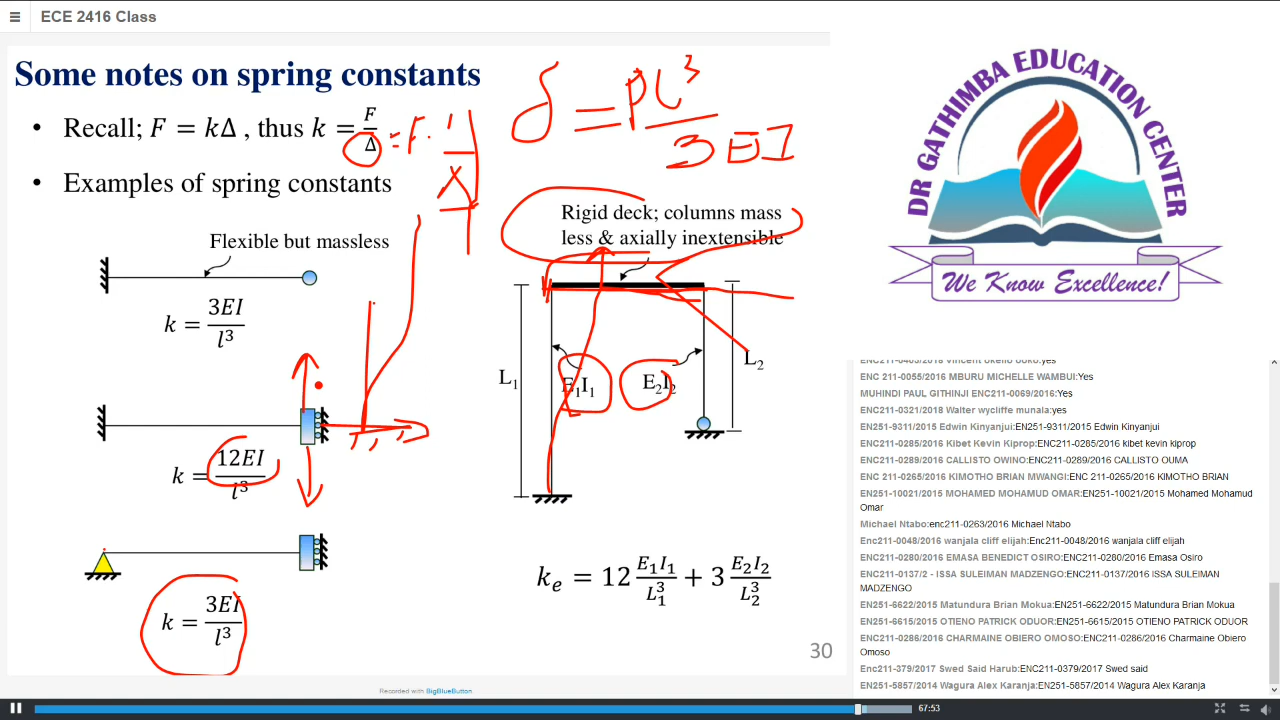 ECE 2416 Class
Some notes on spring constants
• Recall; F = kΔ , thus k = F/Δ = F. 1/Δ
δ = PL³/3EI
• Examples of spring constants
Flexible but massless
k = 3EI/l³
k = 12EI/l³
k = 3EI/l³
Rigid deck; columns mass
less & axially inextensible
L₁
E₁I₁
E₂I₂
L₂
kₑ = 12 E₁I₁/L₁³ + 3 E₂I₂/L₂³
30
Recorded with BigBlueButton
DR GATHIMBA EDUCATION CENTER
We Know Excellence!
ENC 211-0055/2016 MBURU MICHELLE WAMBUI:Yes
MUHINDI PAUL GITHINJI ENC211-0069/2016:Yes
ENC211-0321/2018 Walter wycliffe munala:yes
EN251-9311/2015 Edwin Kinyanjui:EN251-9311/2015 Edwin Kinyanjui
ENC211-0285/2016 Kibet Kevin Kiprop:ENC211-0285/2016 kibet kevin kiprop
ENC211-0289/2016 CALLISTO OWINO:ENC211-0289/2016 CALLISTO OUMA
ENC 211-0265/2016 KIMOTHO BRIAN MWANGI:ENC 211-0265/2016 KIMOTHO BRIAN
EN251-10021/2015 MOHAMED MOHAMUD OMAR:EN251-10021/2015 Mohamed Mohamud
Omar
Michael Ntabo:enc211-0263/2016 Michael Ntabo
Enc211-0048/2016 wanjala cliff elijah:Enc211-0048/2016 wanjala cliff elijah
ENC211-0280/2016 EMASA BENEDICT OSIRO:ENC211-0280/2016 Emasa Osiro
ENC211-0137/2 - ISSA SULEIMAN MADZENGO:ENC211-0137/2016 ISSA SULEIMAN
MADZENGO
EN251-6622/2015 Matundura Brian Mokua:EN251-6622/2015 Matundura Brian Mokua
EN251-6615/2015 OTIENO PATRICK ODUOR:EN251-6615/2015 OTIENO PATRICK ODUOR
ENC211-0286/2016 CHARMAINE OBIERO OMOSO:ENC211-0286/2016 Charmaine Obiero
Omoso
Enc211-379/2017 Swed Said Harub:ENC211-0379/2017 Swed said
EN251-5857/2014 Wagura Alex Karanja:EN251-5857/2014 Wagura Alex Karanja
67:53